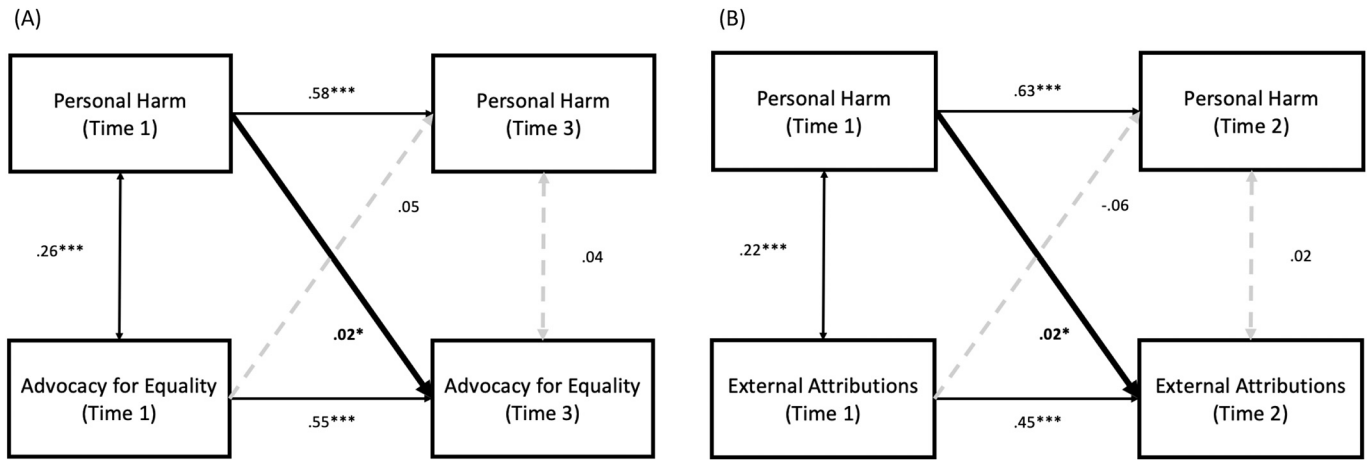 (A)
Personal Harm
(Time 1)
.58***
Personal Harm
(Time 3)
.26***
.05
.04
.02*
Advocacy for Equality
(Time 1)
.55***
Advocacy for Equality
(Time 3)
(B)
Personal Harm
(Time 1)
.63***
Personal Harm
(Time 2)
.22***
-.06
.02
.02*
External Attributions
(Time 1)
.45***
External Attributions
(Time 2)